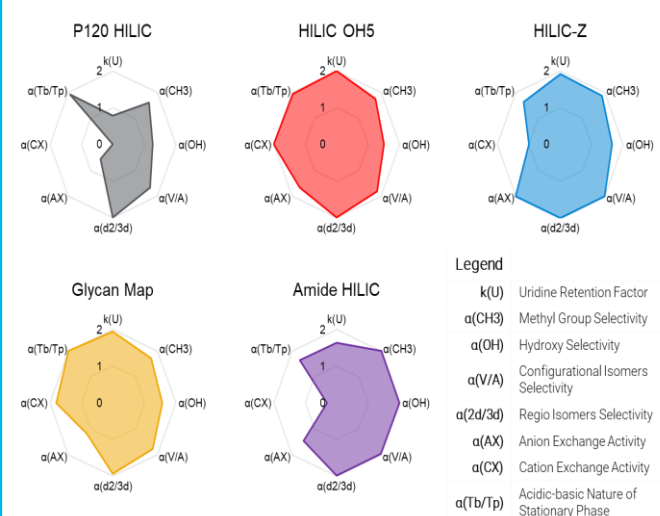 P120 HILIC
k(U)
2
α(Tb/Tp)
α(CH3)
1
α(CX)
0
α(OH)
α(AX)
α(V/A)
α(d2/3d)
HILIC OH5
k(U)
2
α(Tb/Tp)
α(CH3)
1
α(CX)
0
α(OH)
α(AX)
α(V/A)
α(d2/3d)
HILIC-Z
k(U)
2
α(Tb/Tp)
α(CH3)
1
α(CX)
0
α(OH)
α(AX)
α(V/A)
α(d2/3d)
Glycan Map
k(U)
2
α(Tb/Tp)
α(CH3)
1
α(CX)
0
α(OH)
α(AX)
α(V/A)
α(d2/3d)
Amide HILIC
k(U)
2
α(Tb/Tp)
α(CH3)
1
α(CX)
0
α(OH)
α(AX)
α(V/A)
α(d2/3d)
Legend
k(U) Uridine Retention Factor
α(CH3) Methyl Group Selectivity
α(OH) Hydroxy Selectivity
α(V/A) Configurational Isomers
Selectivity
α(2d/3d) Regio Isomers Selectivity
α(AX) Anion Exchange Activity
α(CX) Cation Exchange Activity
α(Tb/Tp) Acidic-basic Nature of
Stationary Phase